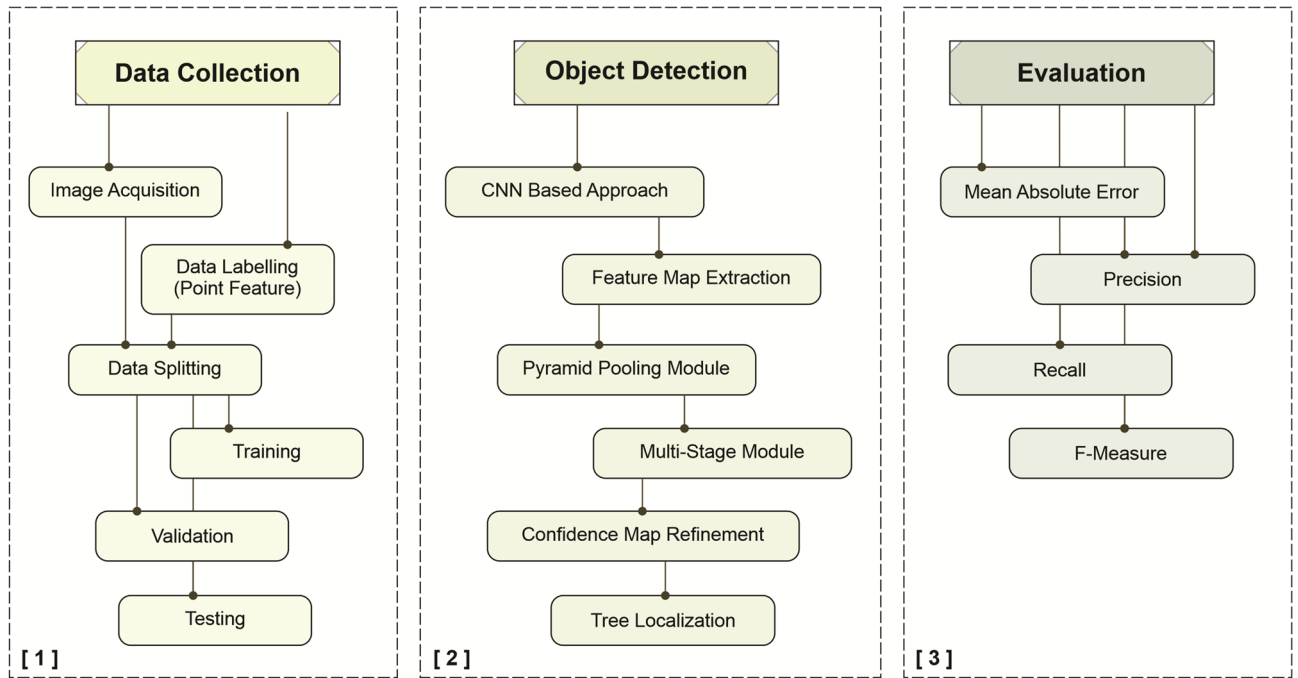 Data Collection
Image Acquisition
Data Labelling
(Point Feature)
Data Splitting
Training
Validation
Testing
[ 1 ]
Object Detection
CNN Based Approach
Feature Map Extraction
Pyramid Pooling Module
Multi-Stage Module
Confidence Map Refinement
Tree Localization
[ 2 ]
Evaluation
Mean Absolute Error
Precision
Recall
F-Measure
[ 3 ]